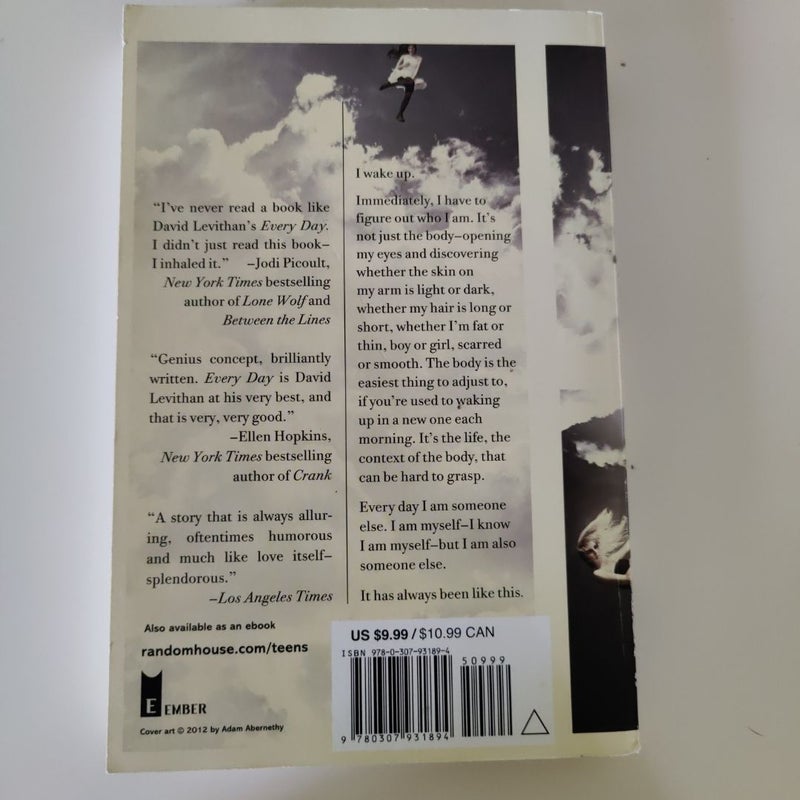 "I've never read a book like
David Levithan's Every Day.
I didn't just read this book—
I inhaled it." —Jodi Picoult,
New York Times bestselling
author of Lone Wolf and
Between the Lines
"Genius concept, brilliantly
written. Every Day is David
Levithan at his very best, and
that is very, very good."
—Ellen Hopkins,
New York Times bestselling
author of Crank
"A story that is always allur-
ing, oftentimes humorous
and much like love itself—
splendorous."
—Los Angeles Times
Also available as an ebook
randomhouse.com/teens
E EMBER
Cover art © 2012 by Adam Abernethy
I wake up.
Immediately, I have to
figure out who I am. It's
not just the body—opening
my eyes and discovering
whether the skin on
my arm is light or dark,
whether my hair is long or
short, whether I'm fat or
thin, boy or girl, scarred
or smooth. The body is the
easiest thing to adjust to,
if you're used to waking
up in a new one each
morning. It's the life, the
context of the body, that
can be hard to grasp.
Every day I am someone
else. I am myself—I know
I am myself—but I am also
someone else.
It has always been like this.
US $9.99 / $10.99 CAN
ISBN 978-0-307-93189-4
50999
9 780307 931894